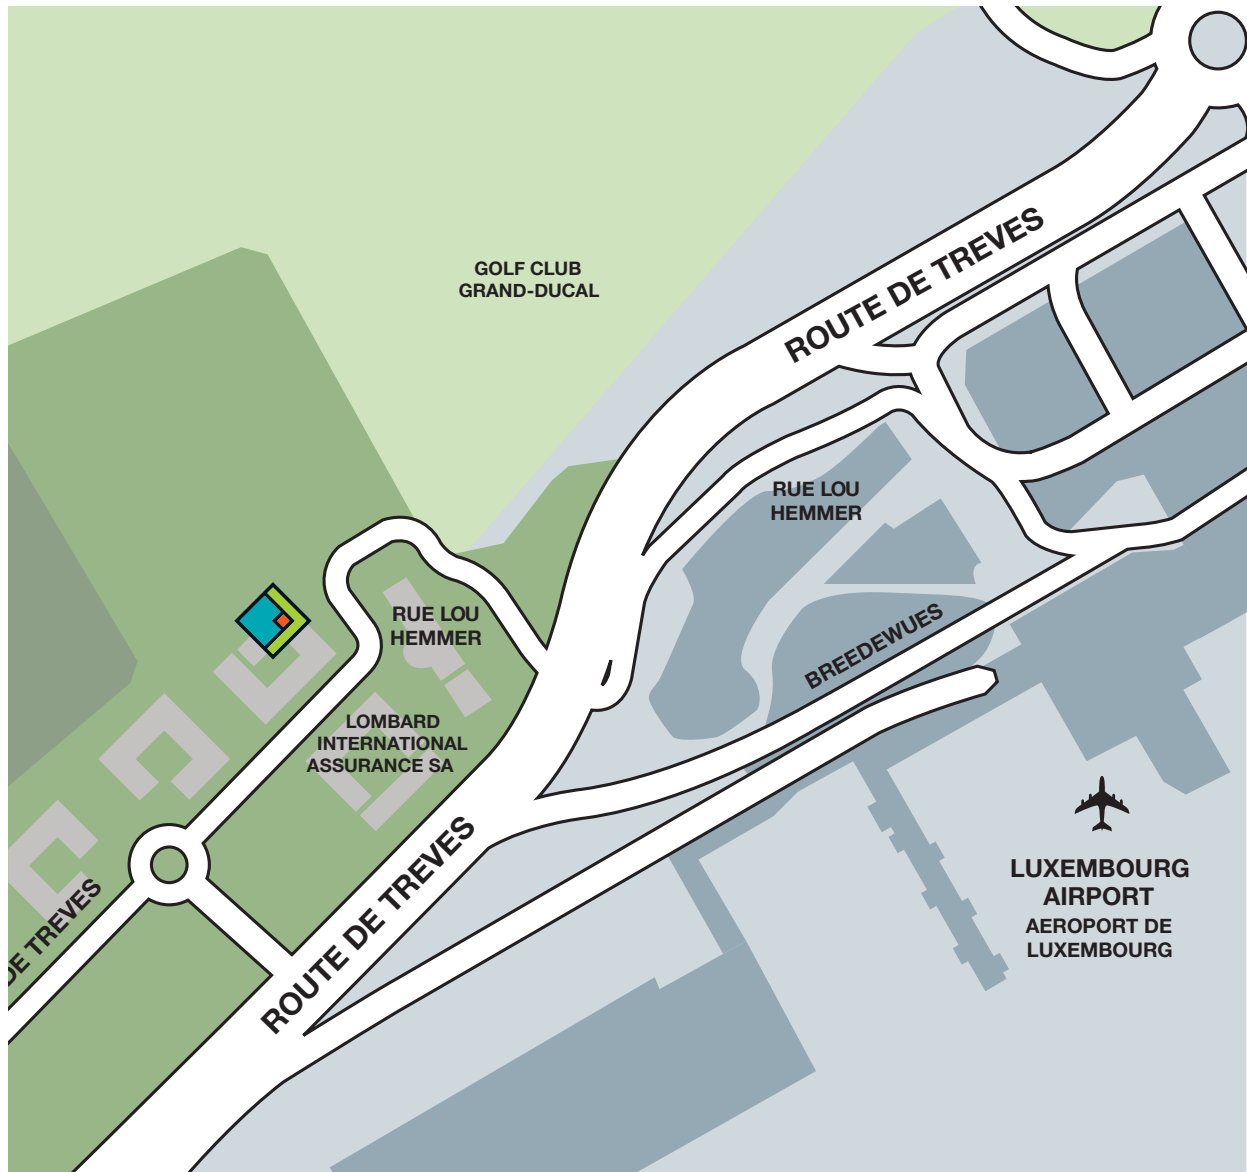 GOLF CLUB
GRAND-DUCAL
ROUTE DE TREVES
RUE LOU
HEMMER
RUE LOU
HEMMER
BREEDEWUES
LOMBARD
INTERNATIONAL
ASSURANCE SA
ROUTE DE TREVES
DE TREVES
LUXEMBOURG
AIRPORT
AEROPORT DE
LUXEMBOURG